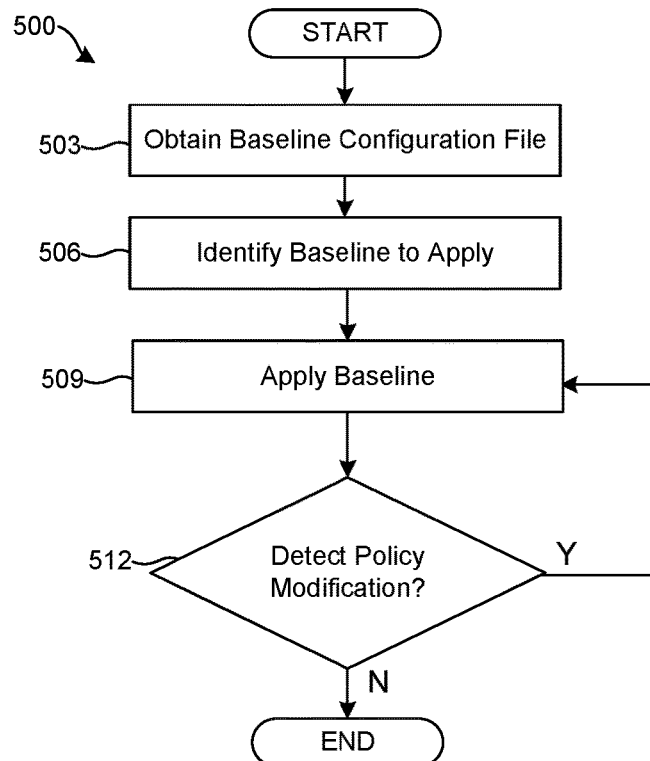 500
START
503
Obtain Baseline Configuration File
506
Identify Baseline to Apply
509
Apply Baseline
512
Detect Policy
Modification?
Y
N
END